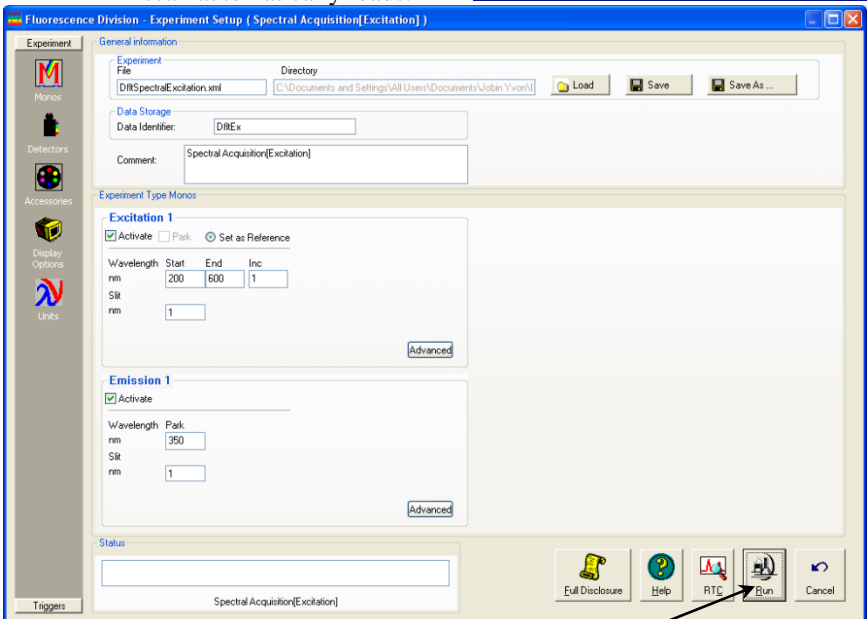 Fluorescence Division - Experiment Setup ( Spectral Acquisition[Excitation] )
Experiment
Monos
Detectors
Accessories
Display
Options
Units
Triggers
General information
Experiment
File Directory
DfltSpectralExcitation.xml C:\Documents and Settings\All Users\Documents\Jobin Yvon\ Load Save Save As ...
Data Storage
Data Identifier: DfltEx
Comment: Spectral Acquisition[Excitation]
Experiment Type Monos
Excitation 1
Activate Park Set as Reference
Wavelength Start End Inc
nm 200 600 1
Slit
nm 1
Advanced
Emission 1
Activate
Wavelength Park
nm 350
Slit
nm 1
Advanced
Status
Spectral Acquisition[Excitation]
Full Disclosure Help RTC Run Cancel